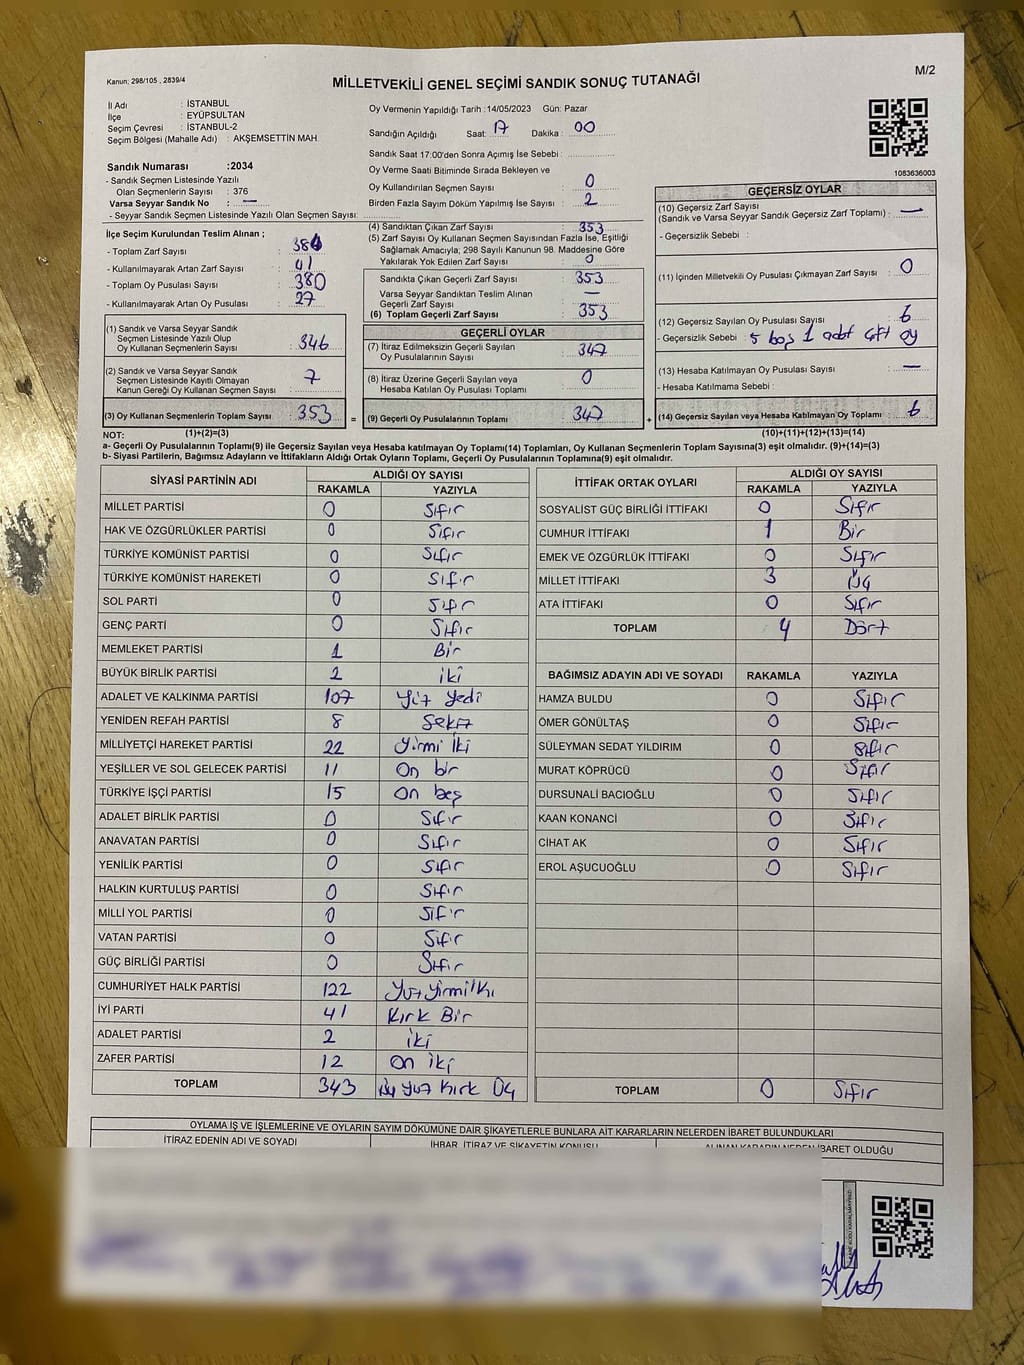 Kanun: 298/105 , 2839/4
MİLLETVEKİLİ GENEL SEÇİMİ SANDIK SONUÇ TUTANAĞI
M/2
İl Adı : İSTANBUL
İlçe : EYÜPSULTAN
Seçim Çevresi : İSTANBUL-2
Seçim Bölgesi (Mahalle Adı) : AKŞEMSETTİN MAH.
Sandık Numarası :2034
- Sandık Seçmen Listesinde Yazılı
Olan Seçmenlerin Sayısı : 376
Varsa Seyyar Sandık No : —
- Seyyar Sandık Seçmen Listesinde Yazılı Olan Seçmen Sayısı:
Oy Vermenin Yapıldığı Tarih :14/05/2023 Gün: Pazar
Sandığın Açıldığı Saat: 17 Dakika : 00
Sandık Saat 17:00'den Sonra Açımış İse Sebebi :
Oy Verme Saati Bitiminde Sırada Bekleyen ve
Oy Kullandırılan Seçmen Sayısı : 0
Birden Fazla Sayım Döküm Yapılmış İse Sayısı : 2
1083636003
İlçe Seçim Kurulundan Teslim Alınan ;
- Toplam Zarf Sayısı :
- Kullanılmayarak Artan Zarf Sayısı : 41
- Toplam Oy Pusulası Sayısı : 380
- Kullanılmayarak Artan Oy Pusulası : 27
(1) Sandık ve Varsa Seyyar Sandık
Seçmen Listesinde Yazılı Olup
Oy Kullanan Seçmenlerin Sayısı : 346
(2) Sandık ve Varsa Seyyar Sandık
Seçmen Listesinde Kayıtlı Olmayan
Kanun Gereği Oy Kullanan Seçmen Sayısı : 7
(3) Oy Kullanan Seçmenlerin Toplam Sayısı : 353
(4) Sandıktan Çıkan Zarf Sayısı : 353
(5) Zarf Sayısı Oy Kullanan Seçmen Sayısından Fazla İse, Eşitliği
Sağlamak Amacıyla; 298 Sayılı Kanunun 98. Maddesine Göre
Yakılarak Yok Edilen Zarf Sayısı : 0
Sandıkta Çıkan Geçerli Zarf Sayısı : 353
Varsa Seyyar Sandıktan Teslim Alınan
Geçerli Zarf Sayısı : —
(6) Toplam Geçerli Zarf Sayısı : 353
GEÇERLİ OYLAR
(7) İtiraz Edilmeksizin Geçerli Sayılan
Oy Pusulalarının Sayısı : 347
(8) İtiraz Üzerine Geçerli Sayılan veya
Hesaba Katılan Oy Pusulaları Toplamı : 0
= (9) Geçerli Oy Pusulalarının Toplamı : 347 +
GEÇERSİZ OYLAR
(10) Geçersiz Zarf Sayısı
(Sandık ve Varsa Seyyar Sandık Geçersiz Zarf Toplamı) : —
- Geçersizlik Sebebi :
(11) İçinden Milletvekili Oy Pusulası Çıkmayan Zarf Sayısı : 0
(12) Geçersiz Sayılan Oy Pusulası Sayısı : 6
- Geçersizlik Sebebi : 5 boş 1 adet çift oy
(13) Hesaba Katılmayan Oy Pusulası Sayısı : —
- Hesaba Katılmama Sebebi :
(14) Geçersiz Sayılan veya Hesaba Katılmayan Oy Toplamı : 6
NOT: (1)+(2)=(3)
(10)+(11)+(12)+(13)=(14)
a- Geçerli Oy Pusulalarının Toplamı(9) ile Geçersiz Sayılan veya Hesaba katılmayan Oy Toplamı(14) Toplamları, Oy Kullanan Seçmenlerin Toplam Sayısına(3) eşit olmalıdır. (9)+(14)=(3)
b- Siyasi Partilerin, Bağımsız Adayların ve İttifakların Aldığı Ortak Oyların Toplamı, Geçerli Oy Pusulalarının Toplamına(9) eşit olmalıdır.
SİYASİ PARTİNİN ADI ALDIĞI OY SAYISI
RAKAMLA YAZIYLA
MİLLET PARTİSİ 0 Sıfır
HAK VE ÖZGÜRLÜKLER PARTİSİ 0 Sıfır
TÜRKİYE KOMÜNİST PARTİSİ 0 Sıfır
TÜRKİYE KOMÜNİST HAREKETİ 0 Sıfır
SOL PARTİ 0 Sıfır
GENÇ PARTİ 0 Sıfır
MEMLEKET PARTİSİ 1 Bir
BÜYÜK BİRLİK PARTİSİ 2 iki
ADALET VE KALKINMA PARTİSİ 107 Yüz yedi
YENİDEN REFAH PARTİSİ 8 Sekiz
MİLLİYETÇİ HAREKET PARTİSİ 22 Yirmi İki
YEŞİLLER VE SOL GELECEK PARTİSİ 11 On bir
TÜRKİYE İŞÇİ PARTİSİ 15 On beş
ADALET BİRLİK PARTİSİ 0 Sıfır
ANAVATAN PARTİSİ 0 Sıfır
YENİLİK PARTİSİ 0 Sıfır
HALKIN KURTULUŞ PARTİSİ 0 Sıfır
MİLLİ YOL PARTİSİ 0 Sıfır
VATAN PARTİSİ 0 Sıfır
GÜÇ BİRLİĞİ PARTİSİ 0 Sıfır
CUMHURİYET HALK PARTİSİ 122 Yüz yirmi İki
İYİ PARTİ 41 Kırk Bir
ADALET PARTİSİ 2 iki
ZAFER PARTİSİ 12 On iki
TOPLAM 343 üç yüz kırk Üç
İTTİFAK ORTAK OYLARI ALDIĞI OY SAYISI
RAKAMLA YAZIYLA
SOSYALİST GÜÇ BİRLİĞİ İTTİFAKI 0 Sıfır
CUMHUR İTTİFAKI 1 Bir
EMEK VE ÖZGÜRLÜK İTTİFAKI 0 Sıfır
MİLLET İTTİFAKI 3 Üç
ATA İTTİFAKI 0 Sıfır
TOPLAM 4 Dört
BAĞIMSIZ ADAYIN ADI VE SOYADI RAKAMLA YAZIYLA
HAMZA BULDU 0 Sıfır
ÖMER GÖNÜLTAŞ 0 Sıfır
SÜLEYMAN SEDAT YILDIRIM 0 Sıfır
MURAT KÖPRÜCÜ 0 Sıfır
DURSUNALİ BACIOĞLU 0 Sıfır
KAAN KONANCİ 0 Sıfır
CİHAT AK 0 Sıfır
EROL AŞUCUOĞLU 0 Sıfır
TOPLAM 0 Sıfır
OYLAMA İŞ VE İŞLEMLERİNE VE OYLARIN SAYIM DÖKÜMÜNE DAİR ŞİKAYETLERLE BUNLARA AİT KARARLARIN NELERDEN İBARET BULUNDUKLARI
İTİRAZ EDENİN ADI VE SOYADI İHBAR, İTİRAZ VE ŞİKAYETİN KONUSU ALINAN KARARIN NEDEN İBARET OLDUĞU